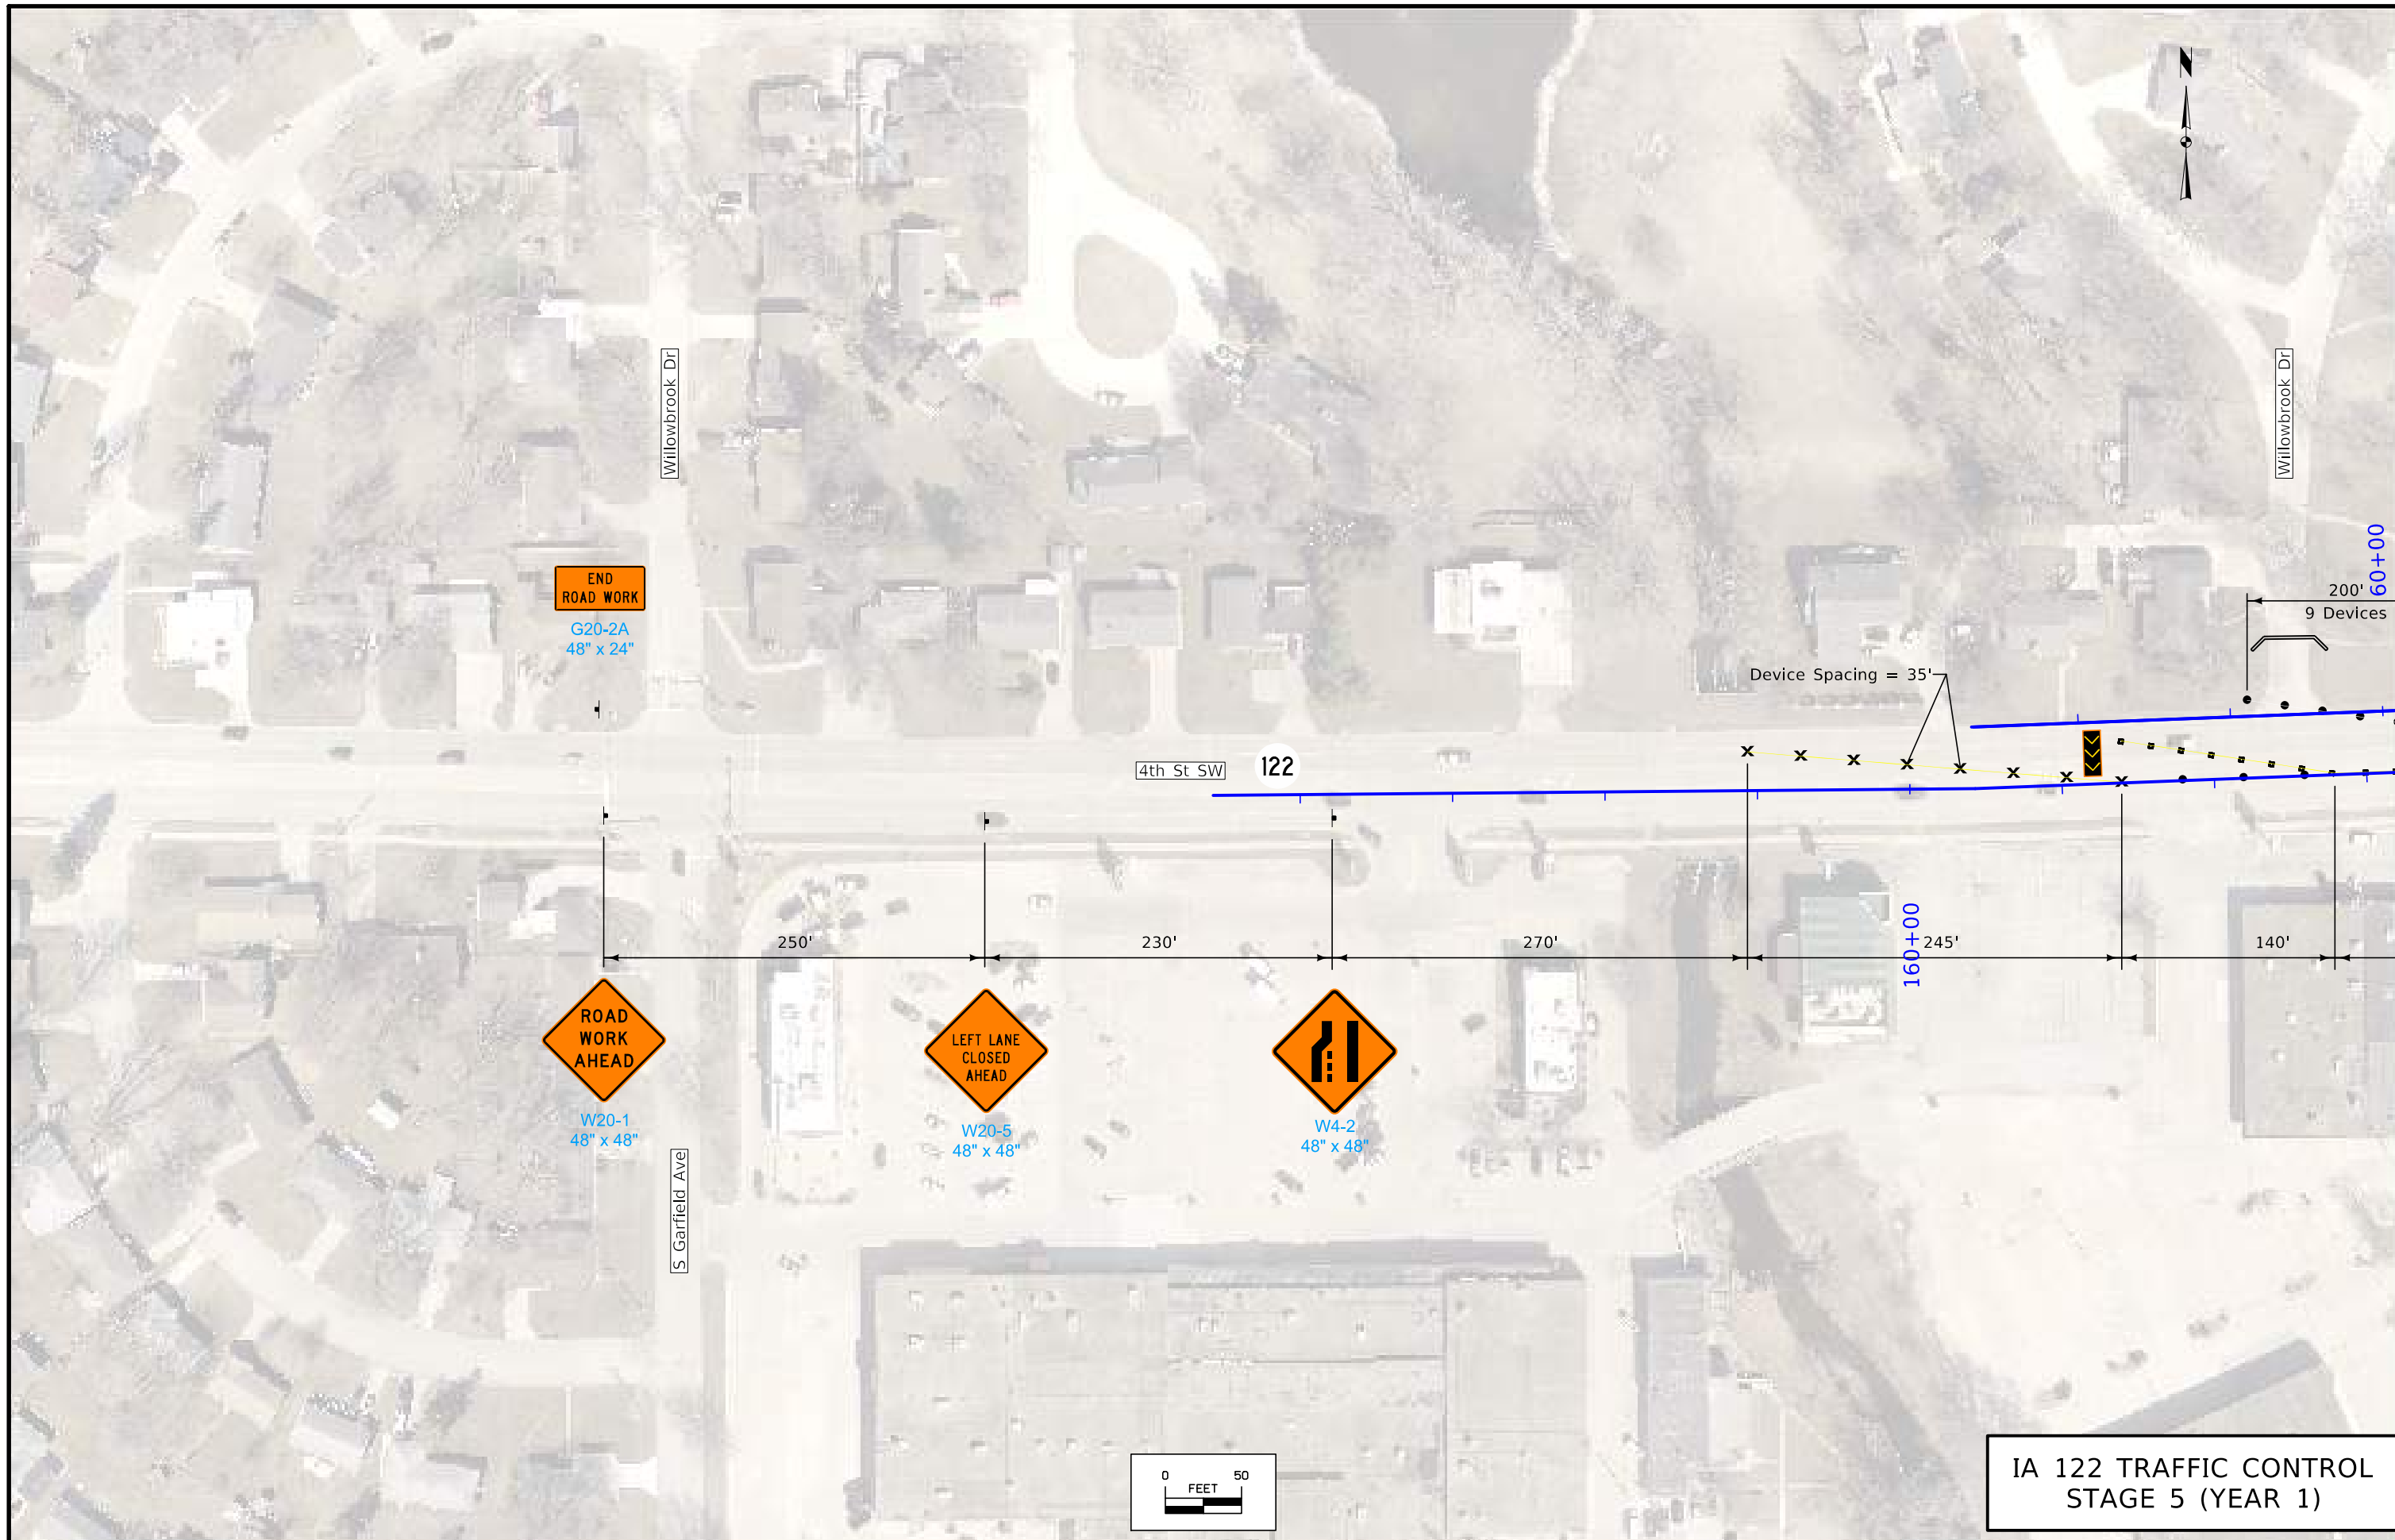 N
Willowbrook Dr
Willowbrook Dr
60+00
END
ROAD WORK
G20-2A
48" x 24"
200'
9 Devices
Device Spacing = 35'
4th St SW
122
250'
230'
270'
245'
140'
160+00
ROAD
WORK
AHEAD
W20-1
48" x 48"
LEFT LANE
CLOSED
AHEAD
W20-5
48" x 48"
W4-2
48" x 48"
S Garfield Ave
0 50
FEET
IA 122 TRAFFIC CONTROL
STAGE 5 (YEAR 1)